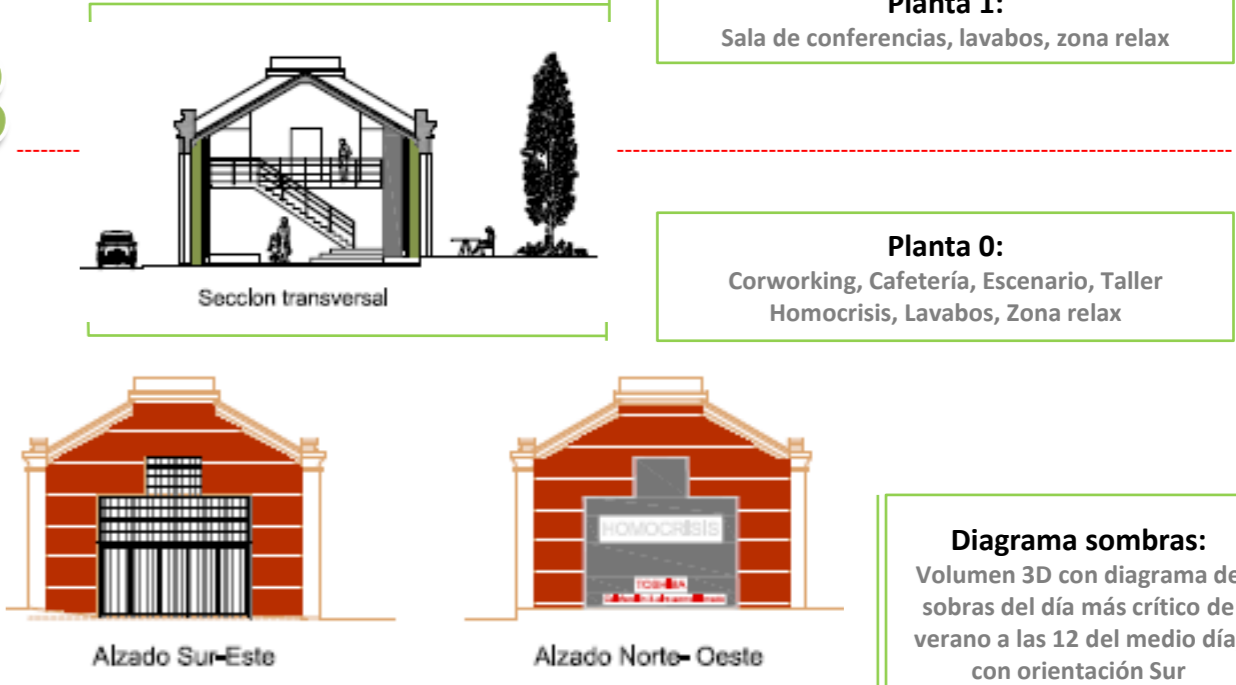 Planta 1:
Sala de conferencias, lavabos, zona relax
Planta 0:
Corworking, Cafetería, Escenario, Taller
Homocrisis, Lavabos, Zona relax
Seccion transversal
HOMOCRISIS
TOSHIBA
Alzado Sur-Este
Alzado Norte- Oeste
Diagrama sombras:
Volumen 3D con diagrama de
sobras del día más crítico de
verano a las 12 del medio día
con orientación Sur